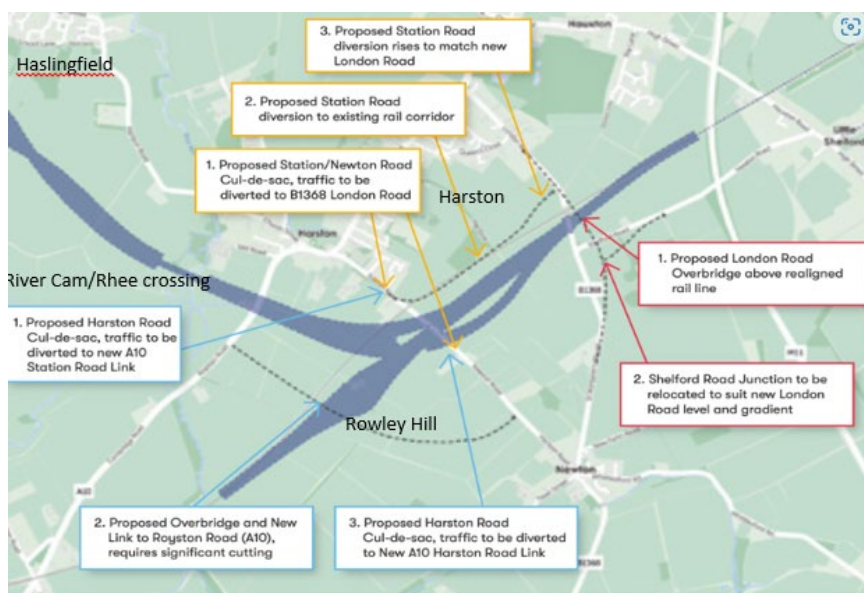 Haslingfield
3. Proposed Station Road
diversion rises to match new
London Road
Hauxton
2. Proposed Station Road
diversion to existing rail corridor
Little
Shelford
1. Proposed Station/Newton Road
Cul-de-sac, traffic to be
diverted to B1368 London Road
Harston
Harston
River Cam/Rhee crossing
1. Proposed London Road
Overbridge above realigned
rail line
B1368
1. Proposed Harston Road
Cul-de-sac, traffic to be
diverted to new A10
Station Road Link
M11
2. Shelford Road Junction to be
relocated to suit new London
Road level and gradient
Rowley Hill
Newton
A10
2. Proposed Overbridge and New
Link to Royston Road (A10),
requires significant cutting
3. Proposed Harston Road
Cul-de-sac, traffic to be diverted
to New A10 Harston Road Link
B1368